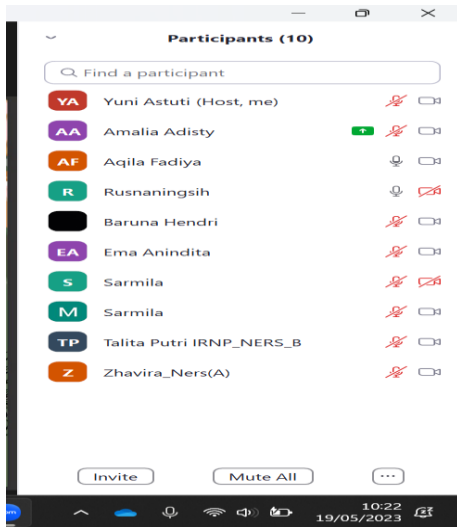 Participants (10)
Find a participant
YA Yuni Astuti (Host, me)
AA Amalia Adisty
AF Aqila Fadiya
R Rusnaningsih
Baruna Hendri
EA Ema Anindita
S Sarmila
M Sarmila
TP Talita Putri IRNP_NERS_B
Z Zhavira_Ners(A)
Invite Mute All ...
10:22
19/05/2023